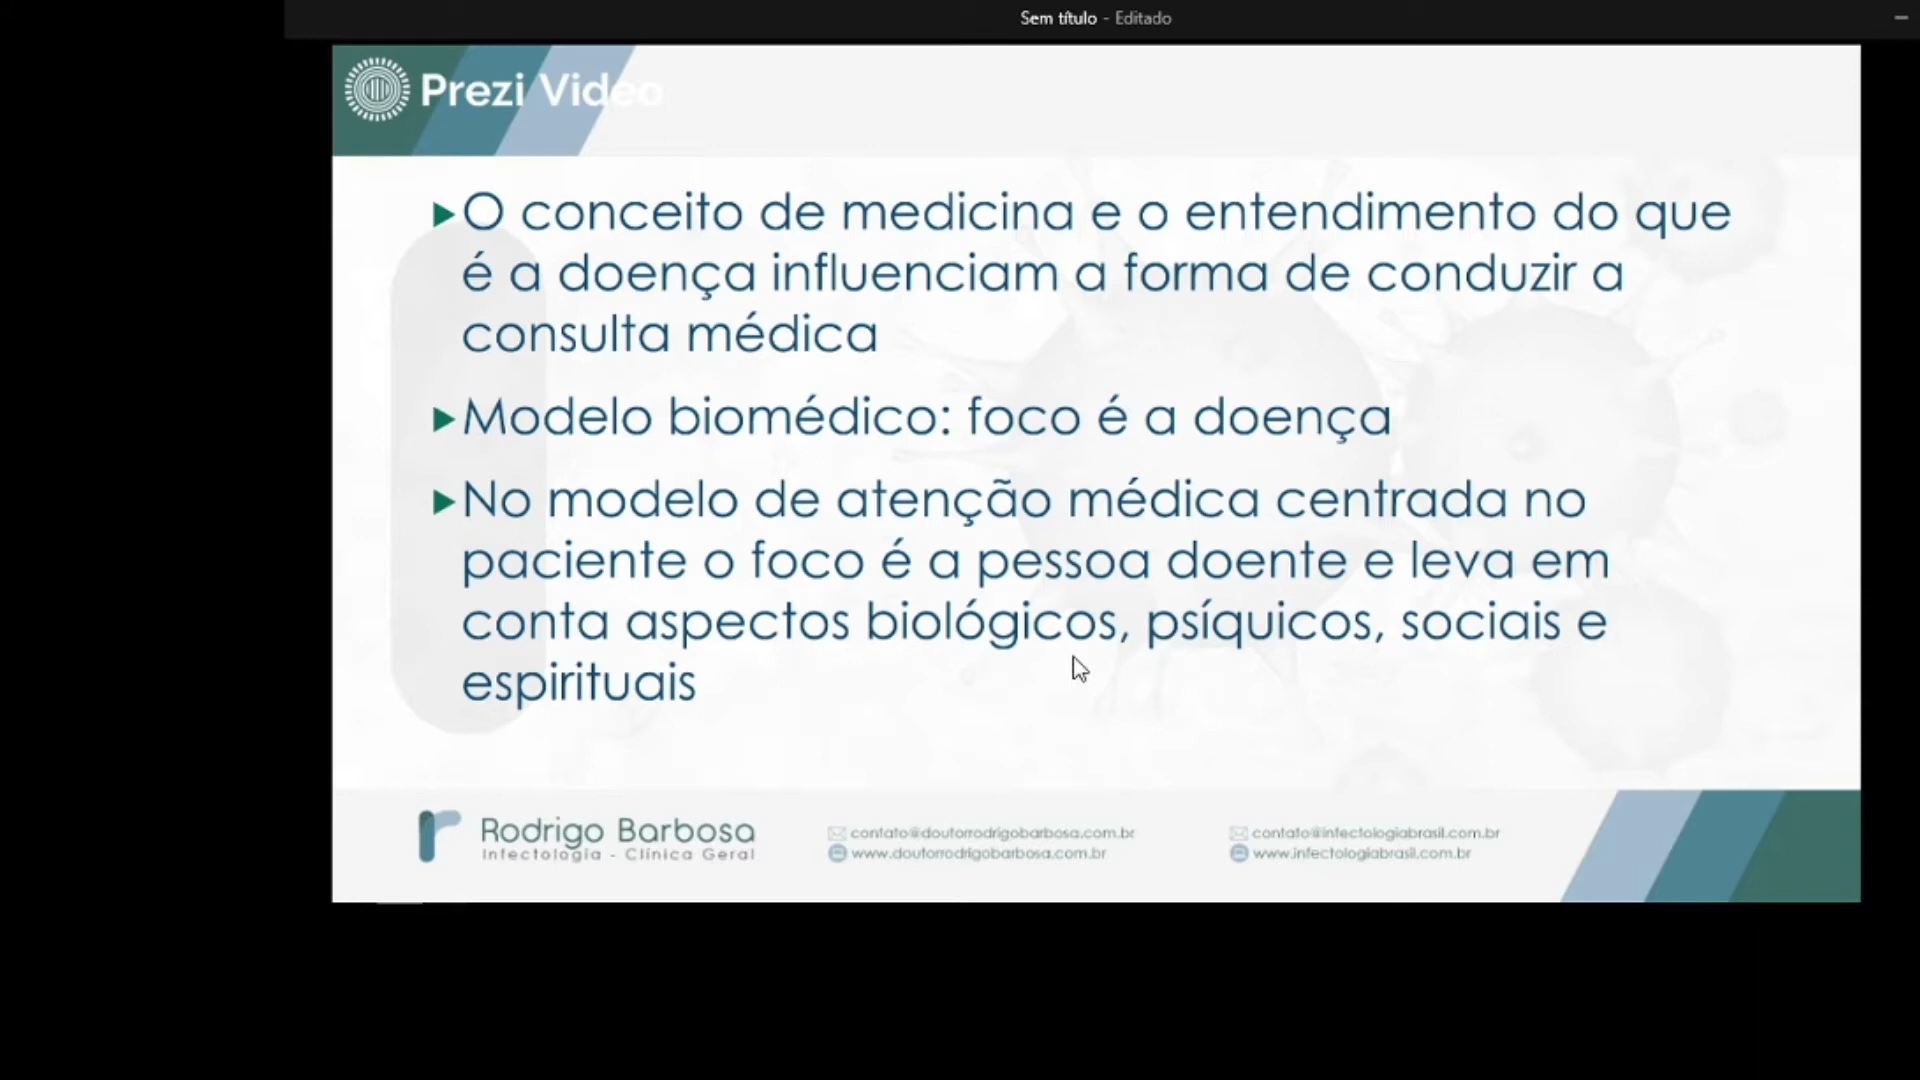 Sem título - Editado
Prezi Video
O conceito de medicina e o entendimento do que
é a doença influenciam a forma de conduzir a
consulta médica
Modelo biomédico: foco é a doença
No modelo de atenção médica centrada no
paciente o foco é a pessoa doente e leva em
conta aspectos biológicos, psíquicos, sociais e
espirituais
Rodrigo Barbosa
Infectologia - Clínica Geral
contato@doutorrodrigobarbosa.com.br
www.doutorrodrigobarbosa.com.br
contato@infectologiabrasil.com.br
www.infectologiabrasil.com.br